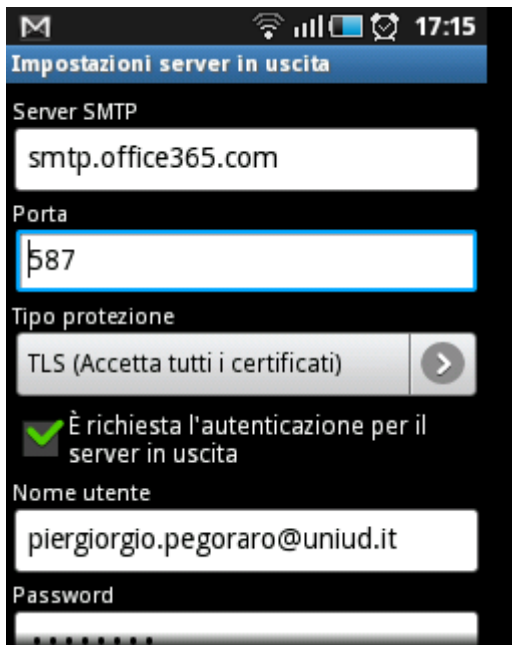 17:15
Impostazioni server in uscita
Server SMTP
smtp.office365.com
Porta
587
Tipo protezione
TLS (Accetta tutti i certificati)
È richiesta l'autenticazione per il
server in uscita
Nome utente
piergiorgio.pegoraro@uniud.it
Password